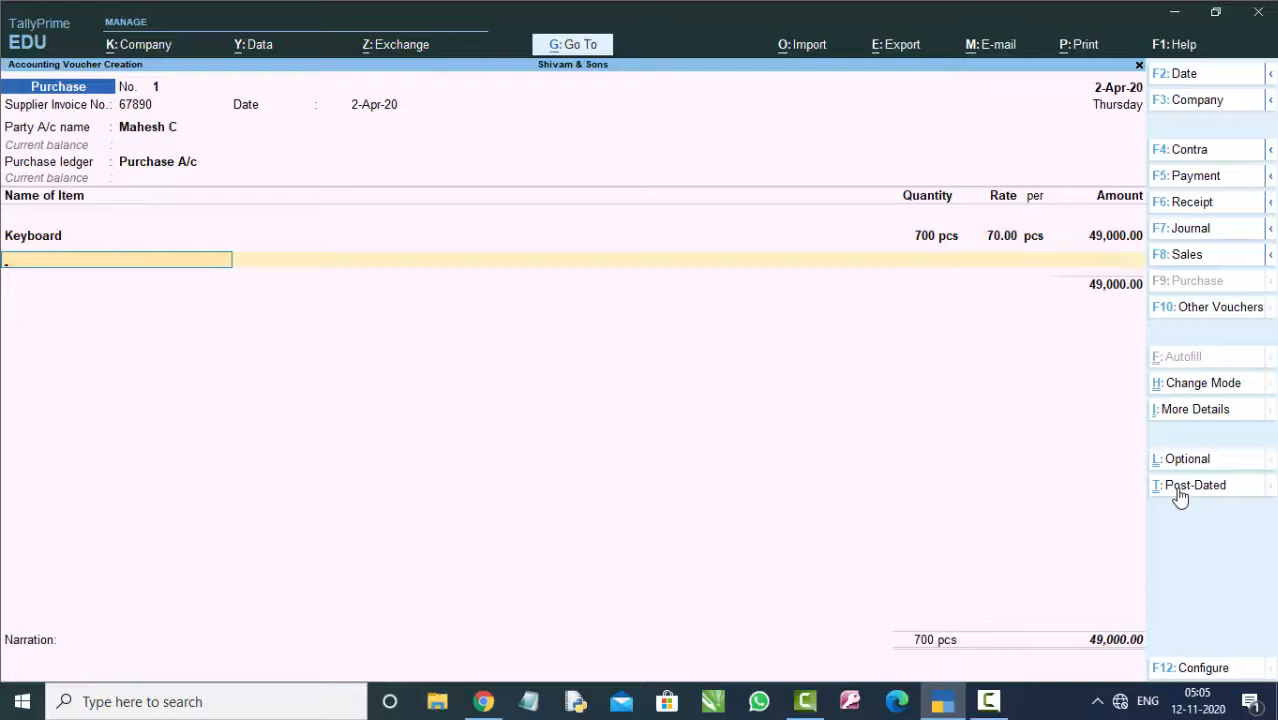 TallyPrime
EDU
MANAGE
K: Company
Y: Data
Z: Exchange
G: Go To
O: Import
E: Export
M: E-mail
P: Print
F1: Help
Accounting Voucher Creation
Shivam & Sons
Purchase No. 1
2-Apr-20
Supplier Invoice No.: 67890 Date : 2-Apr-20
Thursday
Party A/c name : Mahesh C
Current balance :
Purchase ledger : Purchase A/c
Current balance :
Name of Item Quantity Rate per Amount
Keyboard 700 pcs 70.00 pcs 49,000.00
49,000.00
Narration:
700 pcs 49,000.00
F2: Date
F3: Company
F4: Contra
F5: Payment
F6: Receipt
F7: Journal
F8: Sales
F9: Purchase
F10: Other Vouchers
E: Autofill
H: Change Mode
I: More Details
L: Optional
T: Post-Dated
F12: Configure
Type here to search
ENG
05:05
12-11-2020
1